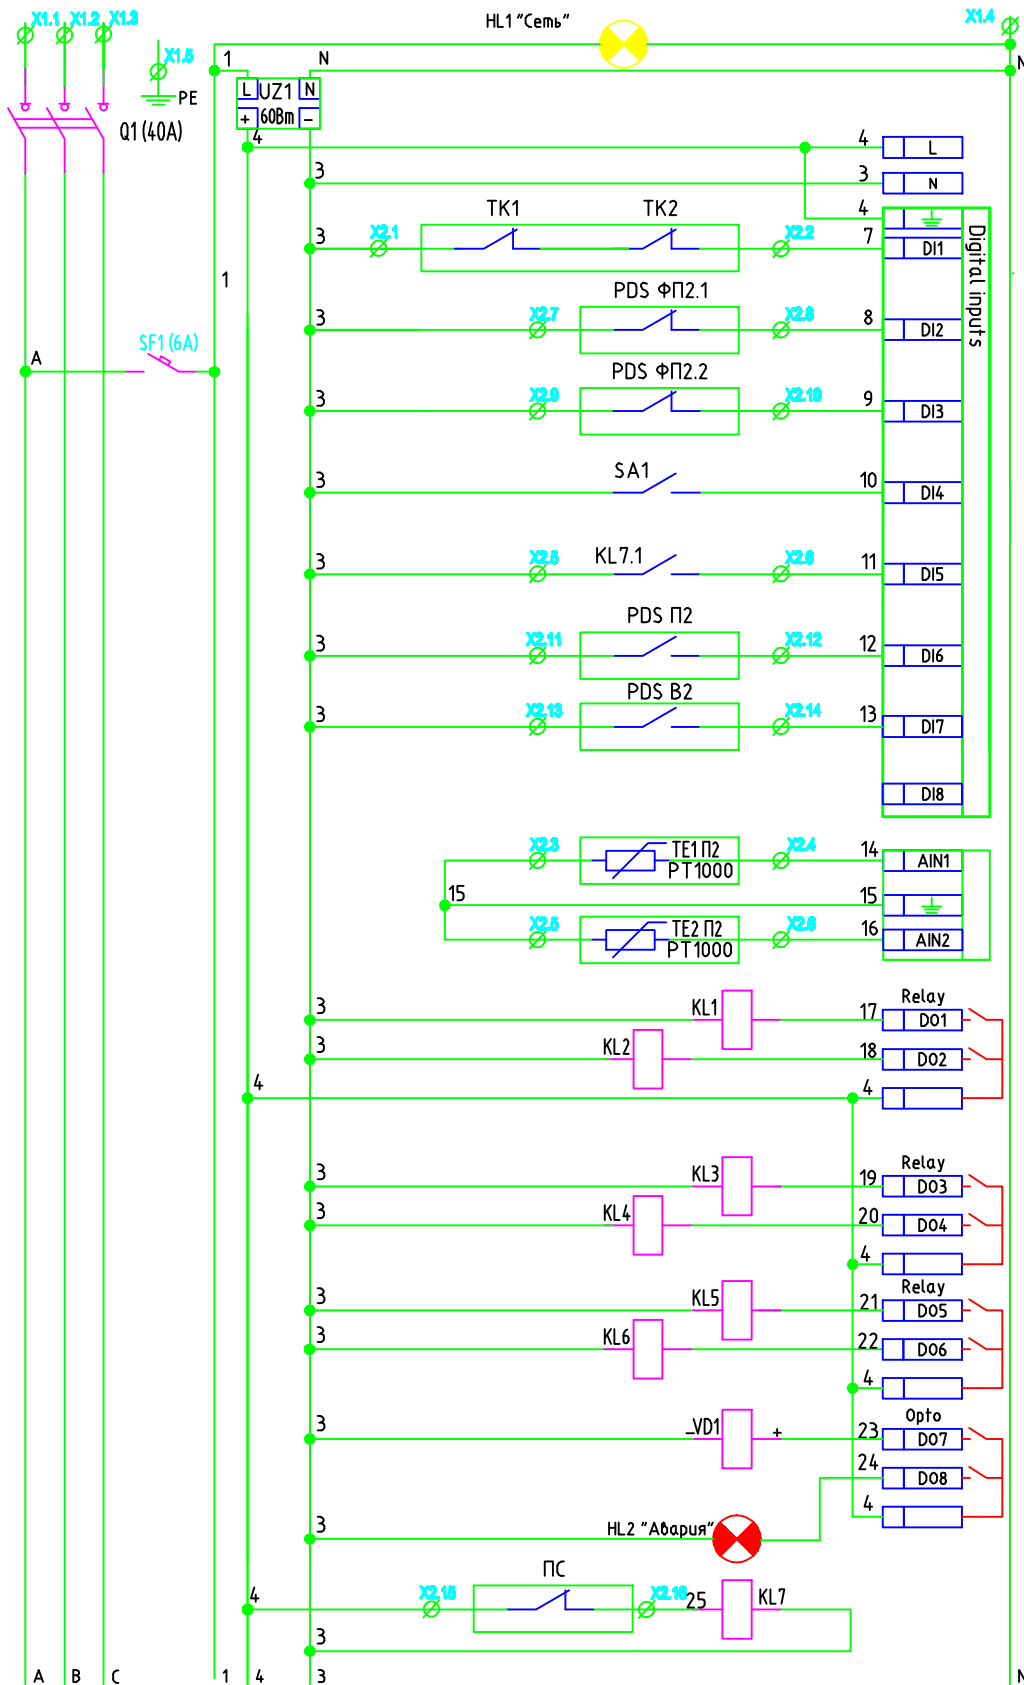 X1.1 X1.2 X1.3 HL1 "Сеть" X1.4
X1.5 1 N N
PE L UZ1 N
Q1 (40A) + 60Вт -
4 4 L
3 3 N
TK1 TK2 4
3 X2.1 X2.2 7 DI1
Digital inputs
1 PDS ФП2.1
3 X2.7 X2.8 8 DI2
SF1 (6A)
A PDS ФП2.2
3 X2.9 X2.10 9 DI3
SA1
3 10 DI4
3 X2.5 KL7.1 X2.6 11 DI5
PDS П2
3 X2.11 X2.12 12 DI6
PDS В2
3 X2.13 X2.14 13 DI7
DI8
X2.3 TE1 П2 X2.4 14 AIN1
PT1000
15 15
X2.5 TE2 П2 X2.6 16 AIN2
PT1000
Relay
3 KL1 17 DO1
3 KL2 18 DO2
4 4
Relay
3 KL3 19 DO3
3 KL4 20 DO4
4
Relay
3 KL5 21 DO5
3 KL6 22 DO6
4
Opto
3 -VD1 + 23 DO7
24 DO8
4
3 HL2 "Авария"
ПС
4 X2.15 X2.16 25 KL7
3
A B C 1 4 3 N